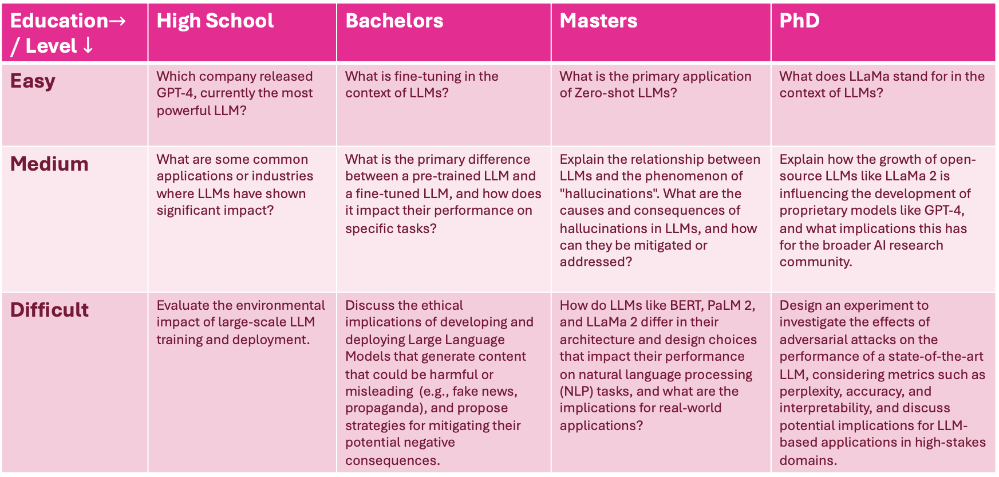 Education→
/ Level ↓
High School
Bachelors
Masters
PhD
Easy
Which company released
GPT-4, currently the most
powerful LLM?
What is fine-tuning in the
context of LLMs?
What is the primary application
of Zero-shot LLMs?
What does LLaMa stand for in the
context of LLMs?
Medium
What are some common
applications or industries
where LLMs have shown
significant impact?
What is the primary difference
between a pre-trained LLM and
a fine-tuned LLM, and how does
it impact their performance on
specific tasks?
Explain the relationship between
LLMs and the phenomenon of
"hallucinations". What are the
causes and consequences of
hallucinations in LLMs, and how
can they be mitigated or
addressed?
Explain how the growth of open-
source LLMs like LLaMa 2 is
influencing the development of
proprietary models like GPT-4,
and what implications this has
for the broader AI research
community.
Difficult
Evaluate the environmental
impact of large-scale LLM
training and deployment.
Discuss the ethical
implications of developing and
deploying Large Language
Models that generate content
that could be harmful or
misleading  (e.g., fake news,
propaganda), and propose
strategies for mitigating their
potential negative
consequences.
How do LLMs like BERT, PaLM 2,
and LLaMa 2 differ in their
architecture and design choices
that impact their performance
on natural language processing
(NLP) tasks, and what are the
implications for real-world
applications?
Design an experiment to
investigate the effects of
adversarial attacks on the
performance of a state-of-the-art
LLM, considering metrics such as
perplexity, accuracy, and
interpretability, and discuss
potential implications for LLM-
based applications in high-stakes
domains.